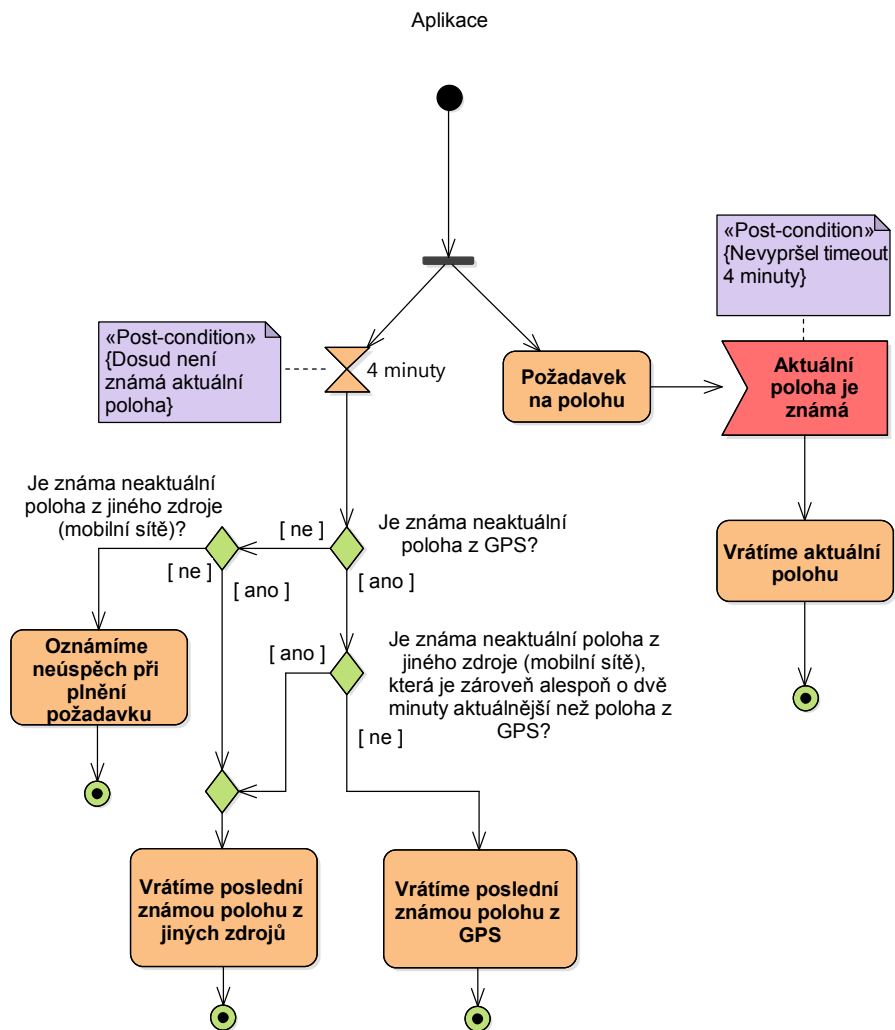 Aplikace
«Post-condition»
{Nevypršel timeout
4 minuty}
«Post-condition»
{Dosud není
známá aktuální
poloha}
4 minuty
Požadavek
na polohu
Aktuální
poloha je
známá
Je známa neaktuální
poloha z jiného zdroje
(mobilní sítě)?
[ ne ]
Je známa neaktuální
poloha z GPS?
Vrátíme aktuální
polohu
[ ne ]
[ ano ]
[ ano ]
Oznámíme
neúspěch při
plnění
požadavku
[ ano ]
Je známa neaktuální poloha z
jiného zdroje (mobilní sítě),
která je zároveň alespoň o dvě
minuty aktuálnější než poloha z
GPS?
[ ne ]
Vrátíme poslední
známou polohu z
jiných zdrojů
Vrátíme poslední
známou polohu z
GPS